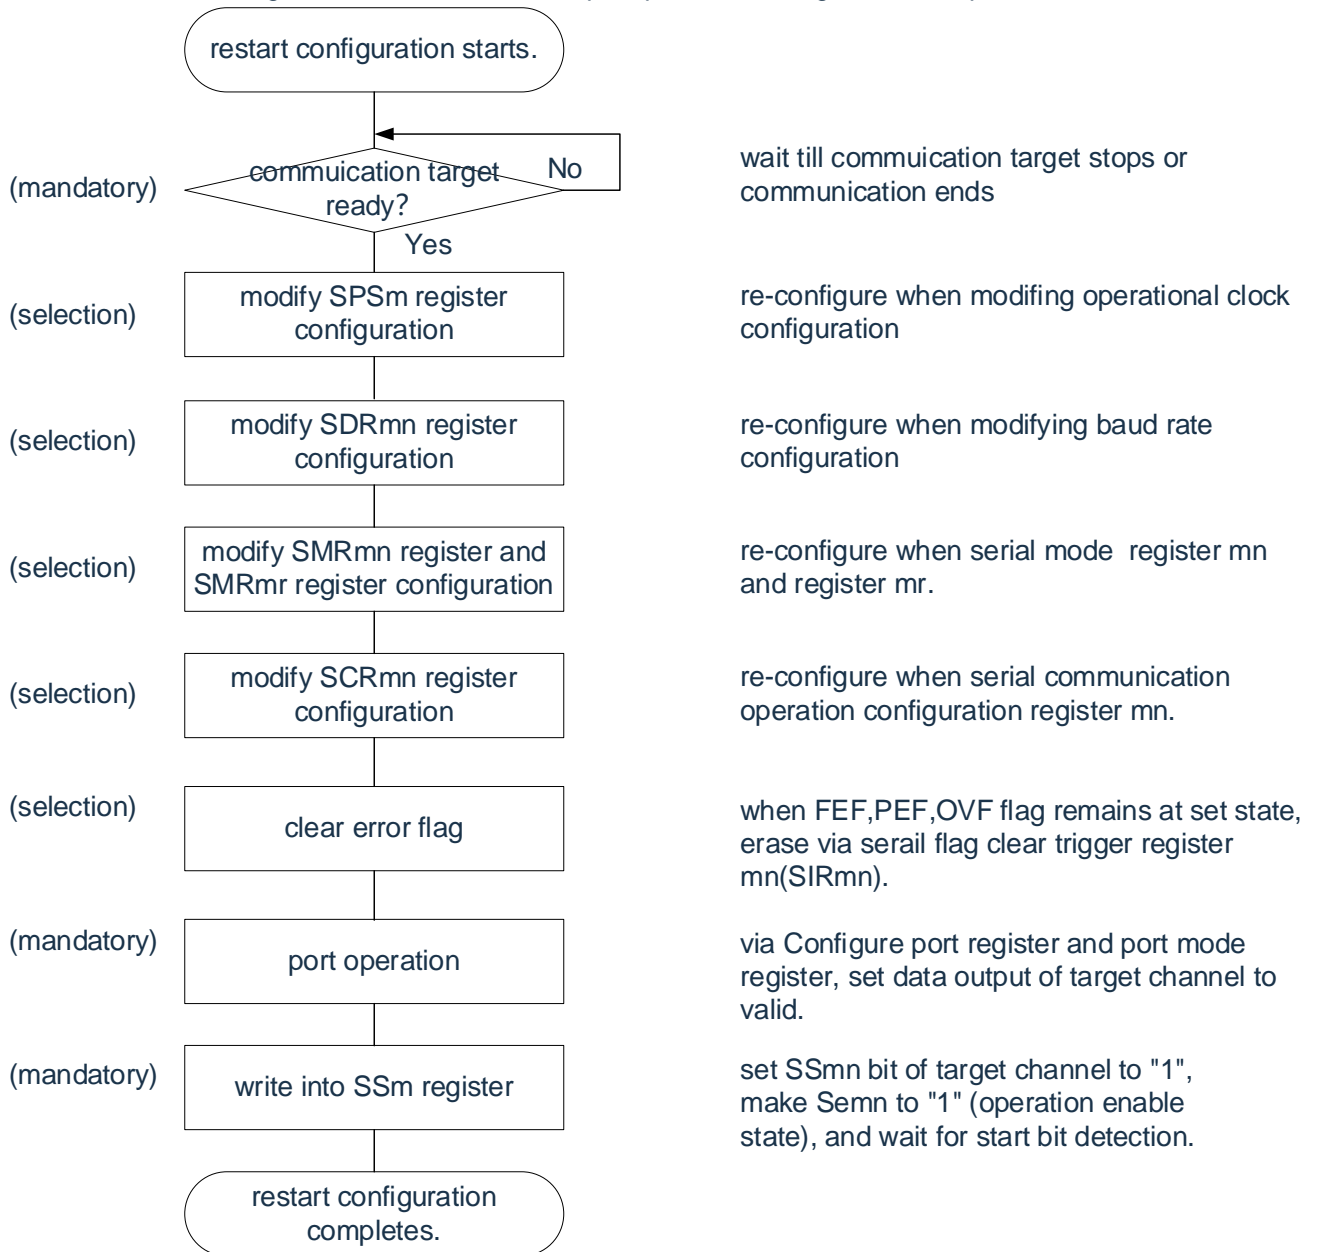 restart configuration starts.
(mandatory)
commuication target
ready?
No
Yes
wait till commuication target stops or
communication ends
(selection)
modify SPSm register
configuration
re-configure when modifing operational clock
configuration
(selection)
modify SDRmn register
configuration
re-configure when modifying baud rate
configuration
(selection)
modify SMRmn register and
SMRmr register configuration
re-configure when serial mode register mn
and register mr.
(selection)
modify SCRmn register
configuration
re-configure when serial communication
operation configuration register mn.
(selection)
clear error flag
when FEF,PEF,OVF flag remains at set state,
erase via serail flag clear trigger register
mn(SIRmn).
(mandatory)
port operation
via Configure port register and port mode
register, set data output of target channel to
valid.
(mandatory)
write into SSm register
set SSmn bit of target channel to "1",
make Semn to "1" (operation enable
state), and wait for start bit detection.
restart configuration
completes.